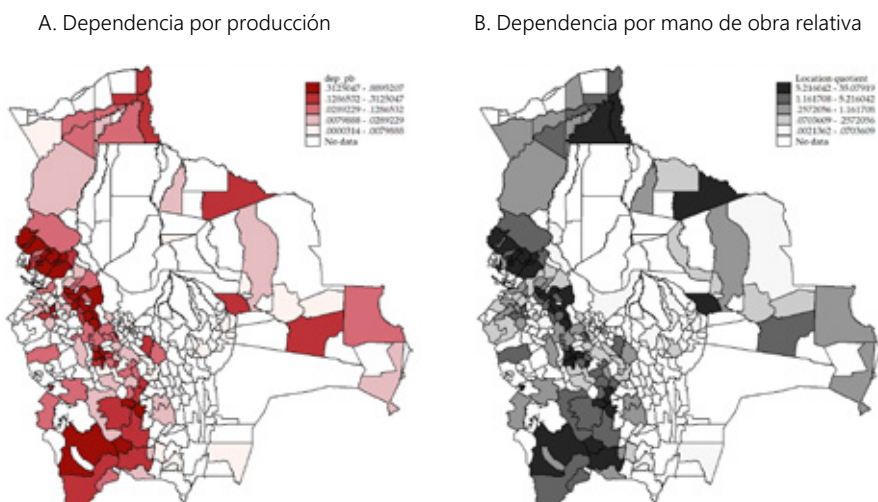 A. Dependencia por producción
B. Dependencia por mano de obra relativa
dep_pb
.3125047 - .8893207
.1286532 - .3125047
.0289229 - .1286532
.0079888 - .0289229
.0000314 - .0079888
No data
Location quotient
5.216042 - 35.07919
1.161708 - 5.216042
.2572056 - 1.161708
.0703609 - .2572056
.0021362 - .0703609
No data